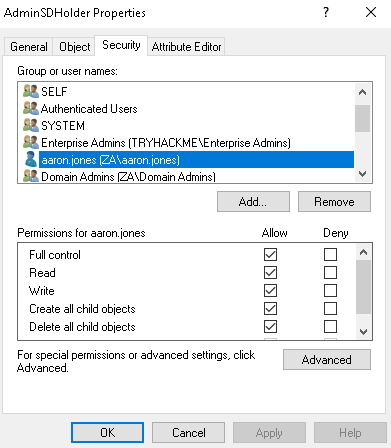 AdminSDHolder Properties
General Object Security Attribute Editor
Group or user names:
SELF
Authenticated Users
SYSTEM
Enterprise Admins (TRYHACKME\Enterprise Admins)
aaron.jones (ZA\aaron.jones)
Domain Admins (ZA\Domain Admins)
Add... Remove
Permissions for aaron.jones Allow Deny
Full control
Read
Write
Create all child objects
Delete all child objects
For special permissions or advanced settings, click Advanced
Advanced.
OK Cancel Apply Help